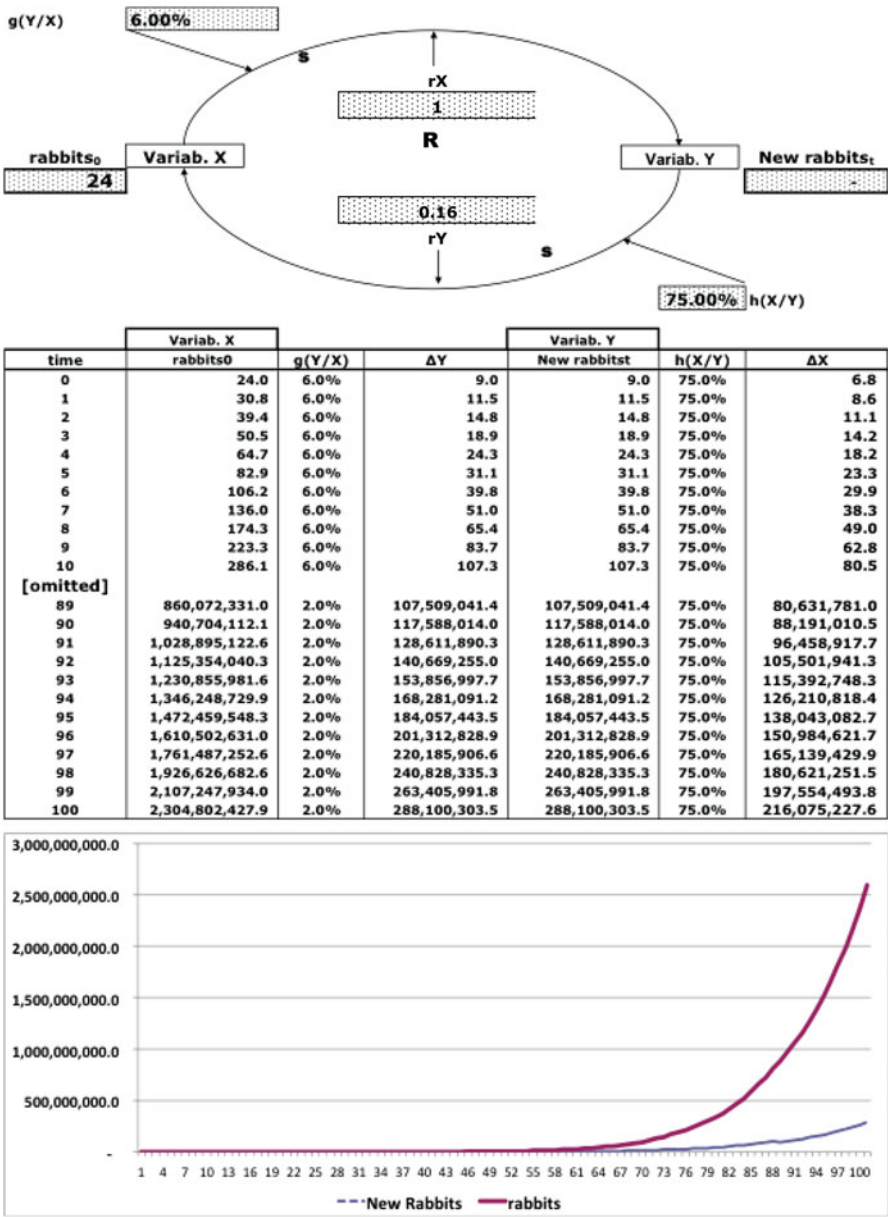 g(Y/X) 6.00%
s
rX
1
R
rabbits₀ Variab. X Variab. Y New rabbitsₜ
24 -
0.16
rY
s
75.00% h(X/Y)
Variab. X Variab. Y
time rabbits0 g(Y/X) ΔY New rabbitst h(X/Y) ΔX
0 24.0 6.0% 9.0 9.0 75.0% 6.8
1 30.8 6.0% 11.5 11.5 75.0% 8.6
2 39.4 6.0% 14.8 14.8 75.0% 11.1
3 50.5 6.0% 18.9 18.9 75.0% 14.2
4 64.7 6.0% 24.3 24.3 75.0% 18.2
5 82.9 6.0% 31.1 31.1 75.0% 23.3
6 106.2 6.0% 39.8 39.8 75.0% 29.9
7 136.0 6.0% 51.0 51.0 75.0% 38.3
8 174.3 6.0% 65.4 65.4 75.0% 49.0
9 223.3 6.0% 83.7 83.7 75.0% 62.8
10 286.1 6.0% 107.3 107.3 75.0% 80.5
[omitted]
89 860,072,331.0 2.0% 107,509,041.4 107,509,041.4 75.0% 80,631,781.0
90 940,704,112.1 2.0% 117,588,014.0 117,588,014.0 75.0% 88,191,010.5
91 1,028,895,122.6 2.0% 128,611,890.3 128,611,890.3 75.0% 96,458,917.7
92 1,125,354,040.3 2.0% 140,669,255.0 140,669,255.0 75.0% 105,501,941.3
93 1,230,855,981.6 2.0% 153,856,997.7 153,856,997.7 75.0% 115,392,748.3
94 1,346,248,729.9 2.0% 168,281,091.2 168,281,091.2 75.0% 126,210,818.4
95 1,472,459,548.3 2.0% 184,057,443.5 184,057,443.5 75.0% 138,043,082.7
96 1,610,502,631.0 2.0% 201,312,828.9 201,312,828.9 75.0% 150,984,621.7
97 1,761,487,252.6 2.0% 220,185,906.6 220,185,906.6 75.0% 165,139,429.9
98 1,926,626,682.6 2.0% 240,828,335.3 240,828,335.3 75.0% 180,621,251.5
99 2,107,247,934.0 2.0% 263,405,991.8 263,405,991.8 75.0% 197,554,493.8
100 2,304,802,427.9 2.0% 288,100,303.5 288,100,303.5 75.0% 216,075,227.6
3,000,000,000.0
2,500,000,000.0
2,000,000,000.0
1,500,000,000.0
1,000,000,000.0
500,000,000.0
-
1 4 7 10 13 16 19 22 25 28 31 34 37 40 43 46 49 52 55 58 61 64 67 70 73 76 79 82 85 88 91 94 97 100
New Rabbits rabbits